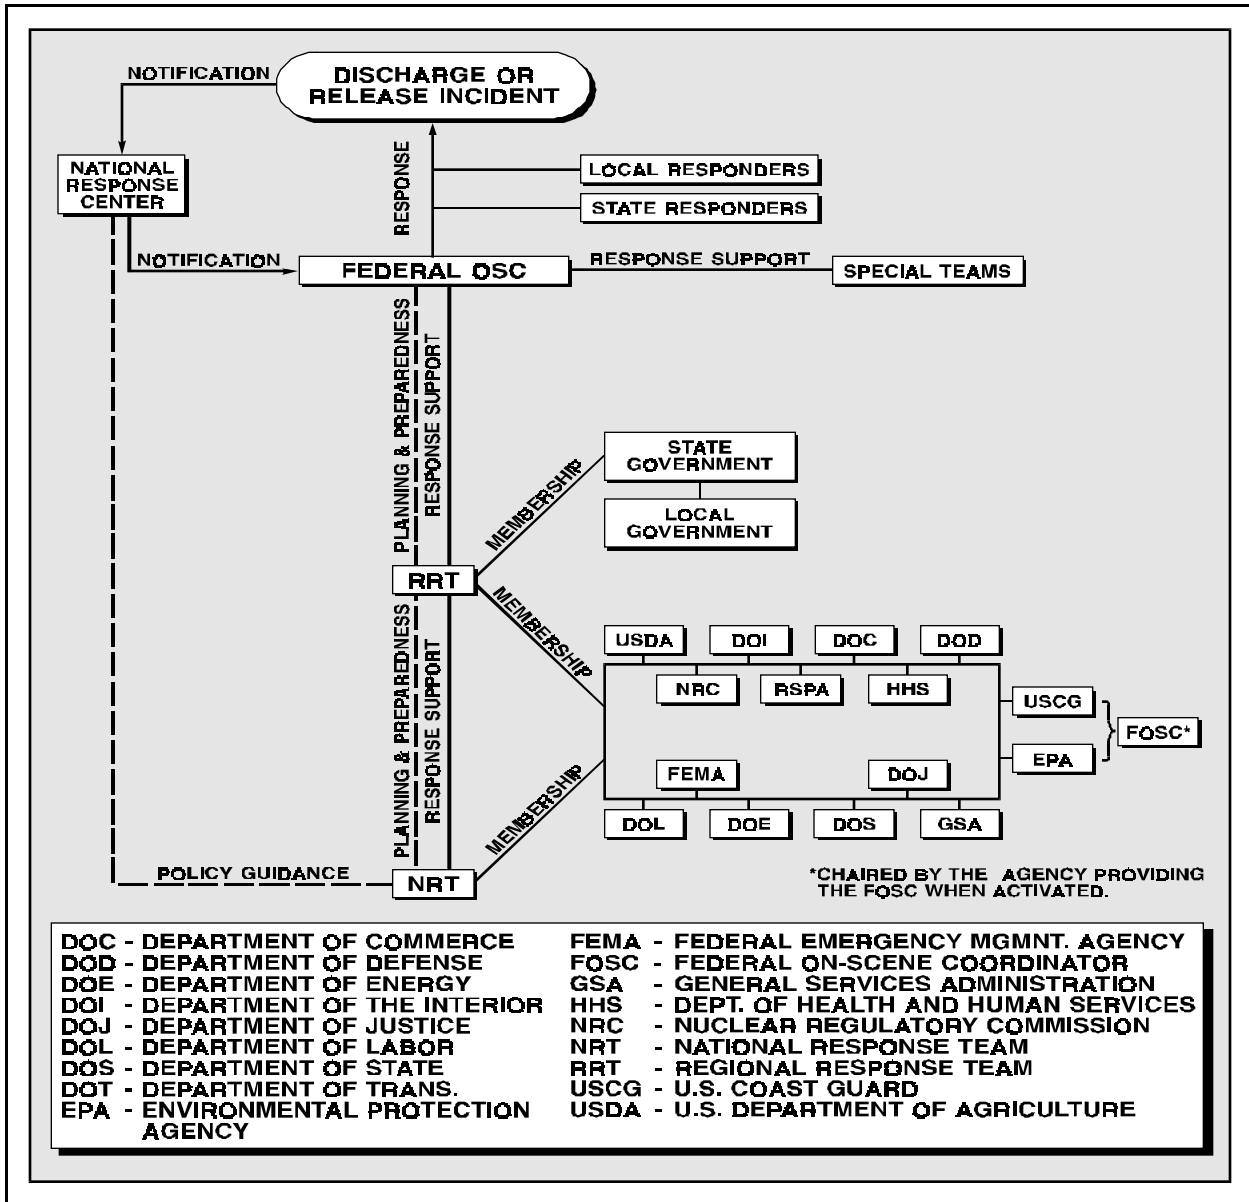 NOTIFICATION
DISCHARGE OR
RELEASE INCIDENT
NATIONAL
RESPONSE
CENTER
RESPONSE
LOCAL RESPONDERS
STATE RESPONDERS
NOTIFICATION
FEDERAL OSC
RESPONSE SUPPORT
SPECIAL TEAMS
PLANNING & PREPAREDNESS
RESPONSE SUPPORT
MEMBERSHIP
STATE
GOVERNMENT
LOCAL
GOVERNMENT
RRT
MEMBERSHIP
PLANNING & PREPAREDNESS
RESPONSE SUPPORT
USDA
DOI
DOC
DOD
NRC
RSPA
HHS
USCG
FOSC*
EPA
FEMA
DOJ
MEMBERSHIP
DOL
DOE
DOS
GSA
POLICY GUIDANCE
NRT
*CHAIRED BY THE AGENCY PROVIDING
THE FOSC WHEN ACTIVATED.
DOC - DEPARTMENT OF COMMERCE
DOD - DEPARTMENT OF DEFENSE
DOE - DEPARTMENT OF ENERGY
DOI - DEPARTMENT OF THE INTERIOR
DOJ - DEPARTMENT OF JUSTICE
DOL - DEPARTMENT OF LABOR
DOS - DEPARTMENT OF STATE
DOT - DEPARTMENT OF TRANS.
EPA - ENVIRONMENTAL PROTECTION
AGENCY
FEMA - FEDERAL EMERGENCY MGMNT. AGENCY
FOSC - FEDERAL ON-SCENE COORDINATOR
GSA - GENERAL SERVICES ADMINISTRATION
HHS - DEPT. OF HEALTH AND HUMAN SERVICES
NRC - NUCLEAR REGULATORY COMMISSION
NRT - NATIONAL RESPONSE TEAM
RRT - REGIONAL RESPONSE TEAM
USCG - U.S. COAST GUARD
USDA - U.S. DEPARTMENT OF AGRICULTURE